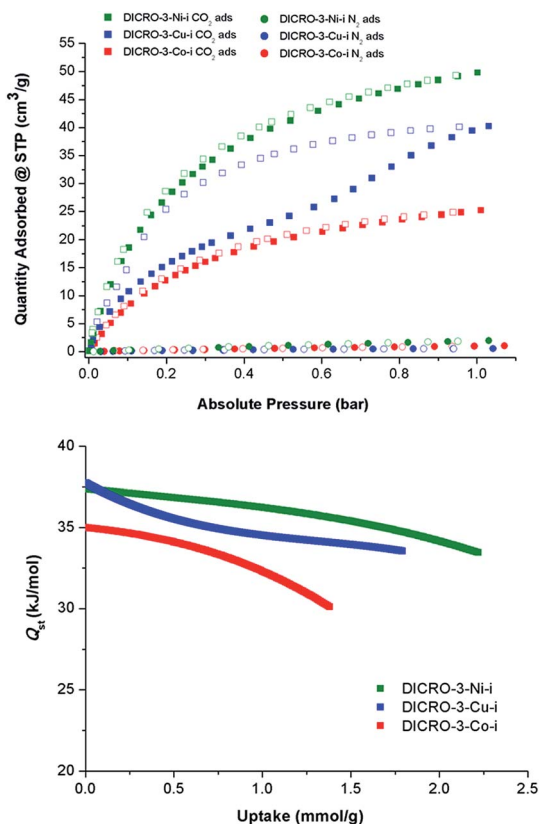 DICRO-3-Ni-i CO₂ ads DICRO-3-Ni-i N₂ ads
DICRO-3-Cu-i CO₂ ads DICRO-3-Cu-i N₂ ads
DICRO-3-Co-i CO₂ ads DICRO-3-Co-i N₂ ads
55
50
45
40
35
30
25
20
15
10
5
0
Quantity Adsorbed @ STP (cm³/g)
0.0 0.2 0.4 0.6 0.8 1.0
Absolute Pressure (bar)
40
35
30
25
20
Qst (kJ/mol)
DICRO-3-Ni-i
DICRO-3-Cu-i
DICRO-3-Co-i
0.0 0.5 1.0 1.5 2.0 2.5
Uptake (mmol/g)